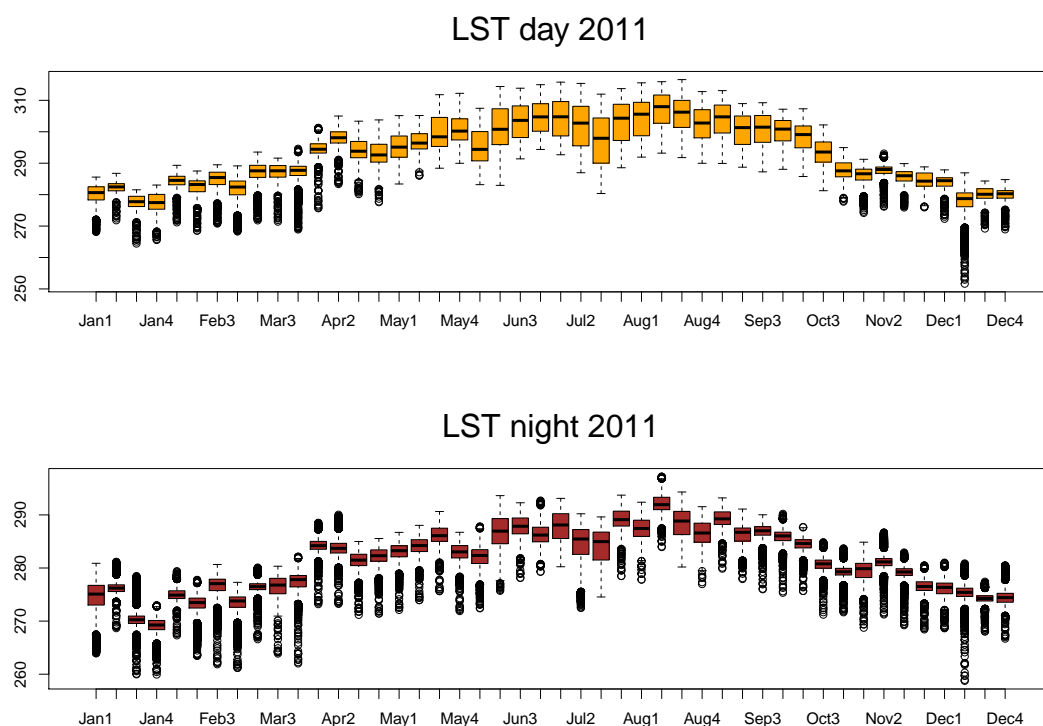 LST day 2011
310
290
270
250
Jan1 Jan4 Feb3 Mar3 Apr2 May1 May4 Jun3 Jul2 Aug1 Aug4 Sep3 Oct3 Nov2 Dec1 Dec4
LST night 2011
290
280
270
260
Jan1 Jan4 Feb3 Mar3 Apr2 May1 May4 Jun3 Jul2 Aug1 Aug4 Sep3 Oct3 Nov2 Dec1 Dec4